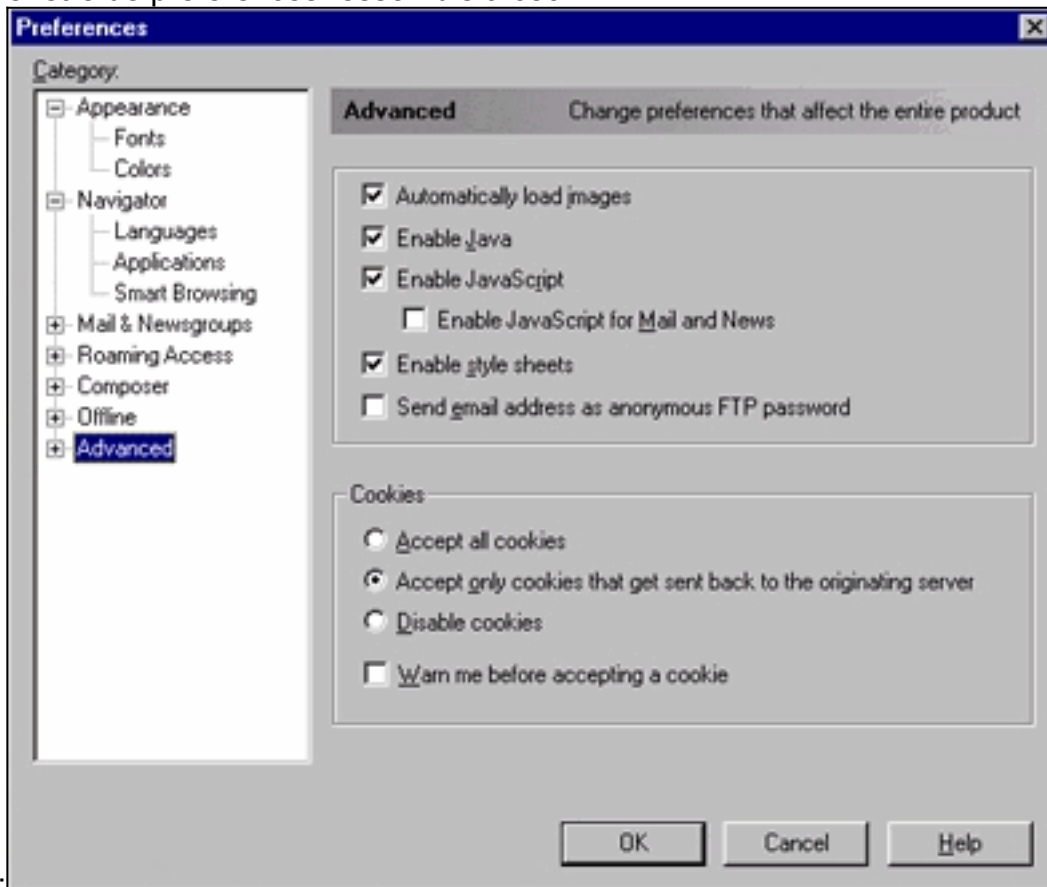 Preferences
Category:
Appearance
Fonts
Colors
Navigator
Languages
Applications
Smart Browsing
Mail & Newsgroups
Roaming Access
Composer
Offline
Advanced
Advanced Change preferences that affect the entire product
Automatically load images
Enable Java
Enable JavaScript
Enable JavaScript for Mail and News
Enable style sheets
Send email address as anonymous FTP password
Cookies
Accept all cookies
Accept only cookies that get sent back to the originating server
Disable cookies
Warn me before accepting a cookie
OK Cancel Help